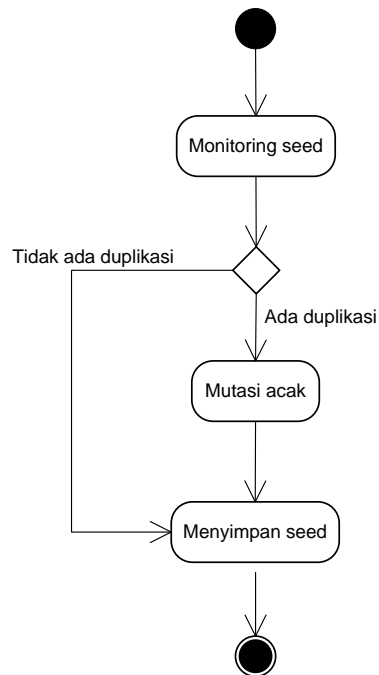 Monitoring seed
Tidak ada duplikasi
Ada duplikasi
Mutasi acak
Menyimpan seed